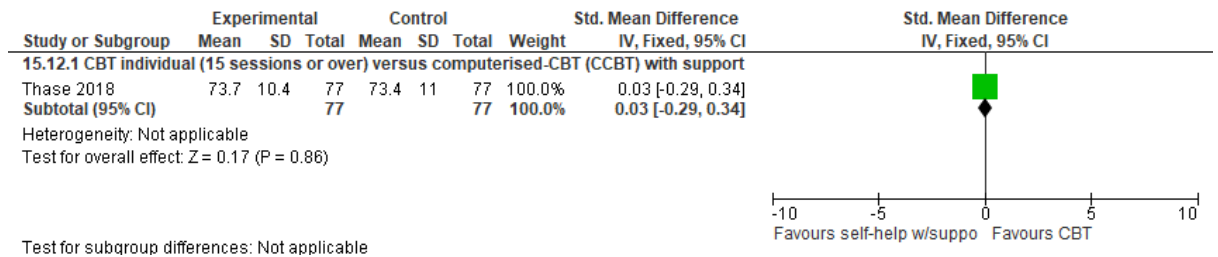 Experimental Control Std. Mean Difference Std. Mean Difference
Study or Subgroup Mean SD Total Mean SD Total Weight IV, Fixed, 95% CI IV, Fixed, 95% CI
15.12.1 CBT individual (15 sessions or over) versus computerised-CBT (CCBT) with support
Thase 2018 73.7 10.4 77 73.4 11 77 100.0% 0.03 [-0.29, 0.34]
Subtotal (95% CI) 77 77 100.0% 0.03 [-0.29, 0.34]
Heterogeneity: Not applicable
Test for overall effect: Z = 0.17 (P = 0.86)
-10 -5 0 5 10
Favours self-help w/suppo Favours CBT
Test for subgroup differences: Not applicable